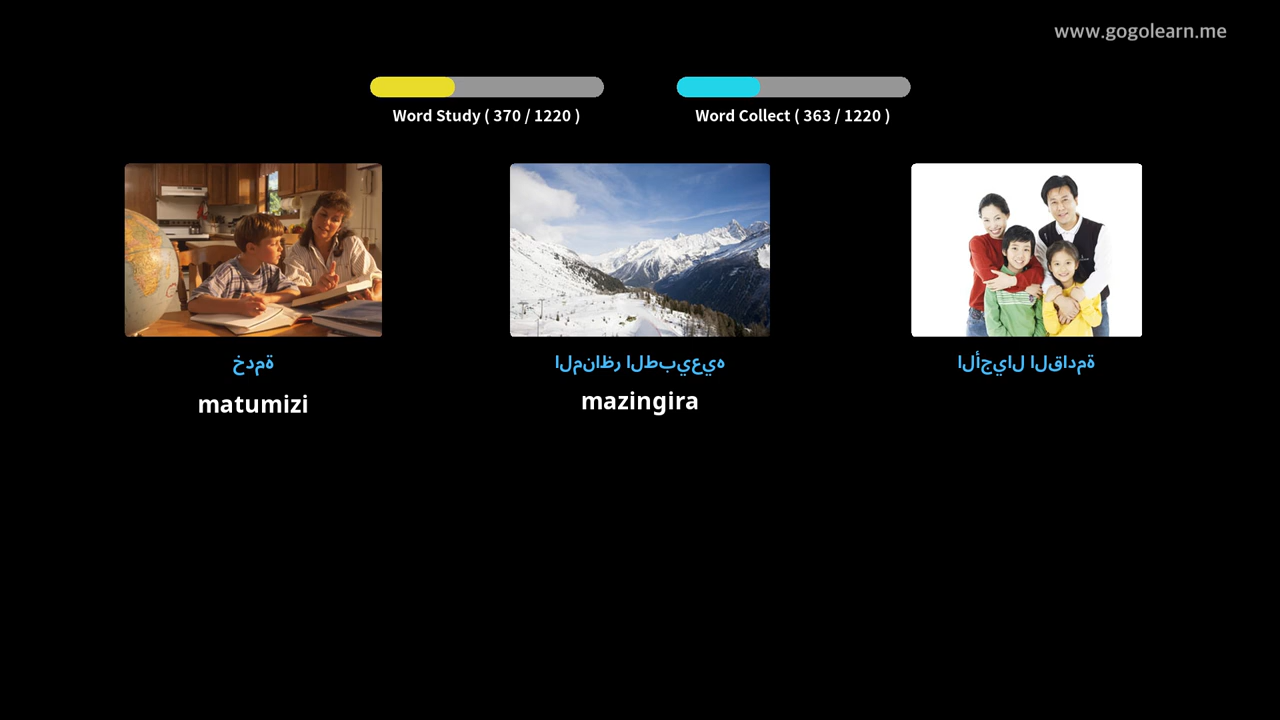 www.gogolearn.me
Word Study ( 370 / 1220 )
Word Collect ( 363 / 1220 )
خدمة
المناظر الطبيعيه
الأجيال القادمة
matumizi
mazingira